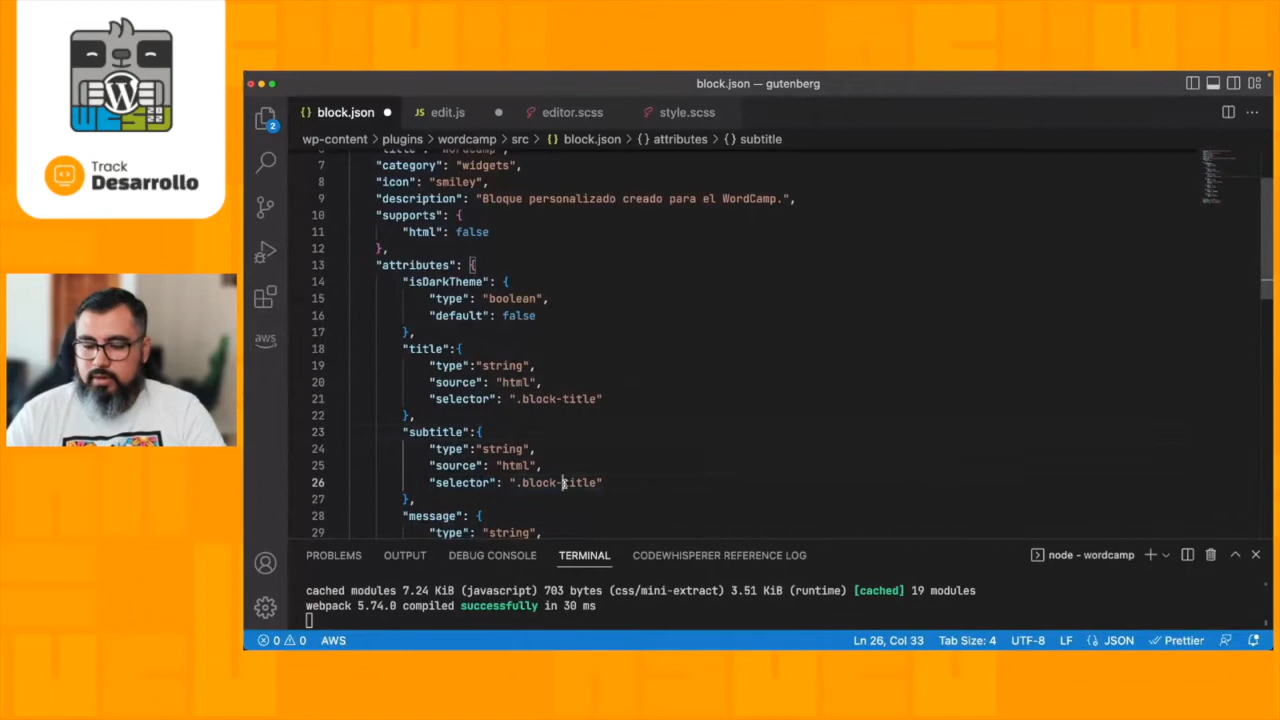 W
WESP
2022
Track
Desarrollo
block.json — gutenberg
{} block.json ●
JS edit.js ●
editor.scss
style.scss
2
wp-content > plugins > wordcamp > src > {} block.json > {} attributes > {} subtitle
7 "category": "widgets",
8 "icon": "smiley",
9 "description": "Bloque personalizado creado para el WordCamp.",
10 "supports": {
11 "html": false
12 },
13 "attributes": {
14 "isDarkTheme": {
15 "type": "boolean",
16 "default": false
17 },
18 "title":{
19 "type":"string",
20 "source": "html",
21 "selector": ".block-title"
22 },
23 "subtitle":{
24 "type":"string",
25 "source": "html",
26 "selector": ".block-title"
27 },
28 "message": {
29 "type": "string",
aws
PROBLEMS OUTPUT DEBUG CONSOLE TERMINAL CODEWHISPERER REFERENCE LOG
node - wordcamp
cached modules 7.24 KiB (javascript) 703 bytes (css/mini-extract) 3.51 KiB (runtime) [cached] 19 modules
webpack 5.74.0 compiled successfully in 30 ms
0 0 AWS Ln 26, Col 33 Tab Size: 4 UTF-8 LF {} JSON Prettier